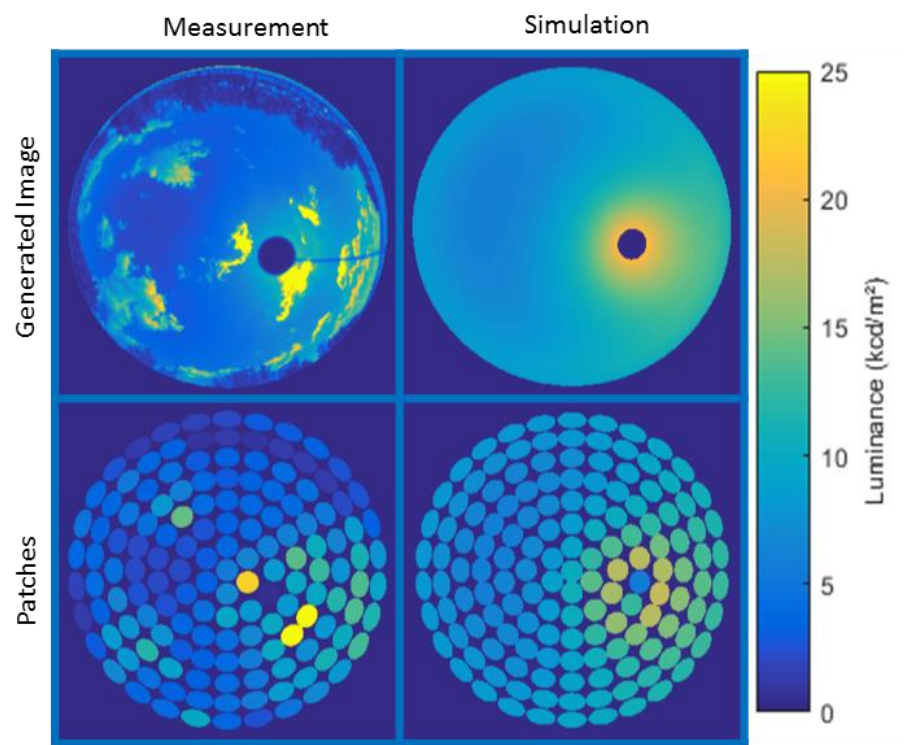 Measurement
Simulation
Generated Image
Patches
25
20
15
10
5
0
Luminance (kcd/m²)